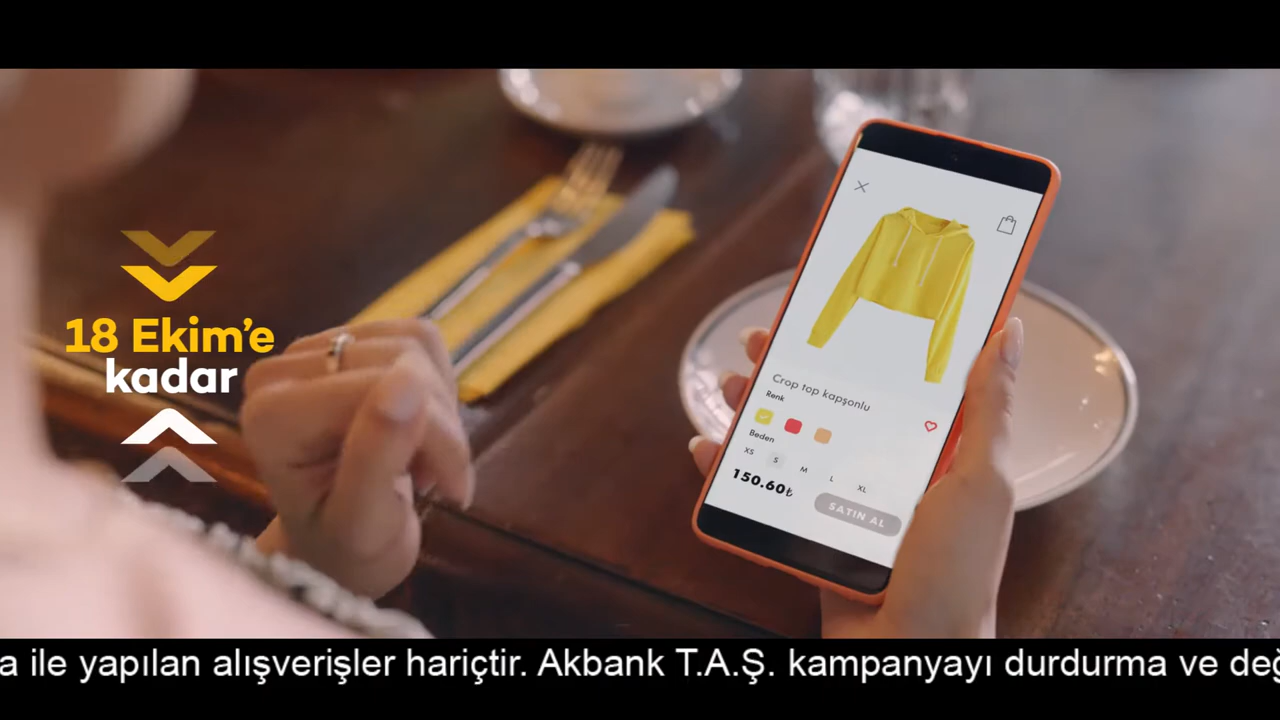 18 Ekim'e
kadar
Crop top kapşonlu
Renk
Beden
XS S M L XL
150.60₺
SATIN AL
a ile yapılan alışverişler hariçtir. Akbank T.A.Ş. kampanyayı durdurma ve değ